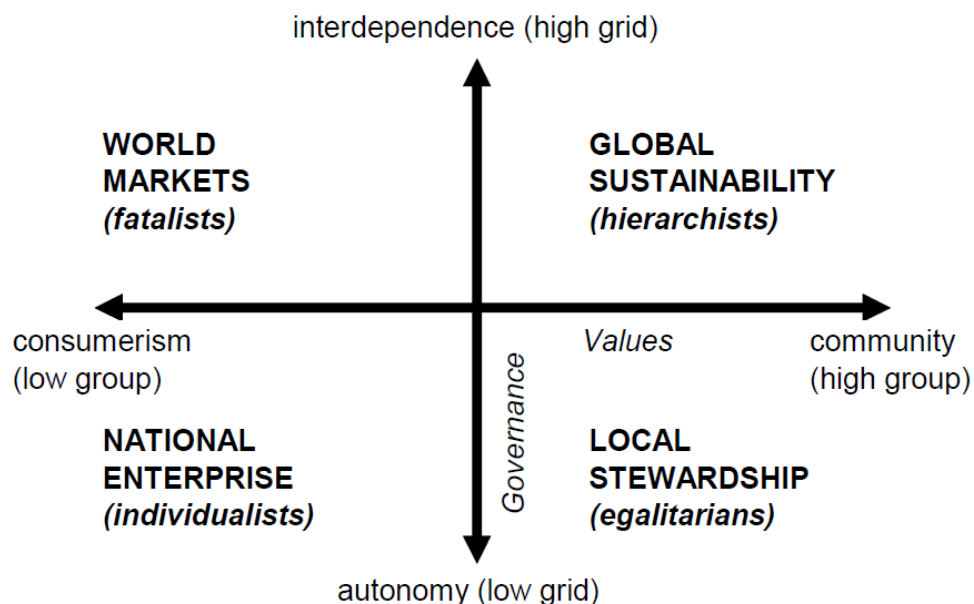 interdependence (high grid)
WORLD
MARKETS
(fatalists)
GLOBAL
SUSTAINABILITY
(hierarchists)
consumerism
(low group)
Values
community
(high group)
Governance
NATIONAL
ENTERPRISE
(individualists)
LOCAL
STEWARDSHIP
(egalitarians)
autonomy (low grid)